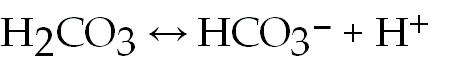 H₂CO₃ ↔ HCO₃⁻ + H⁺